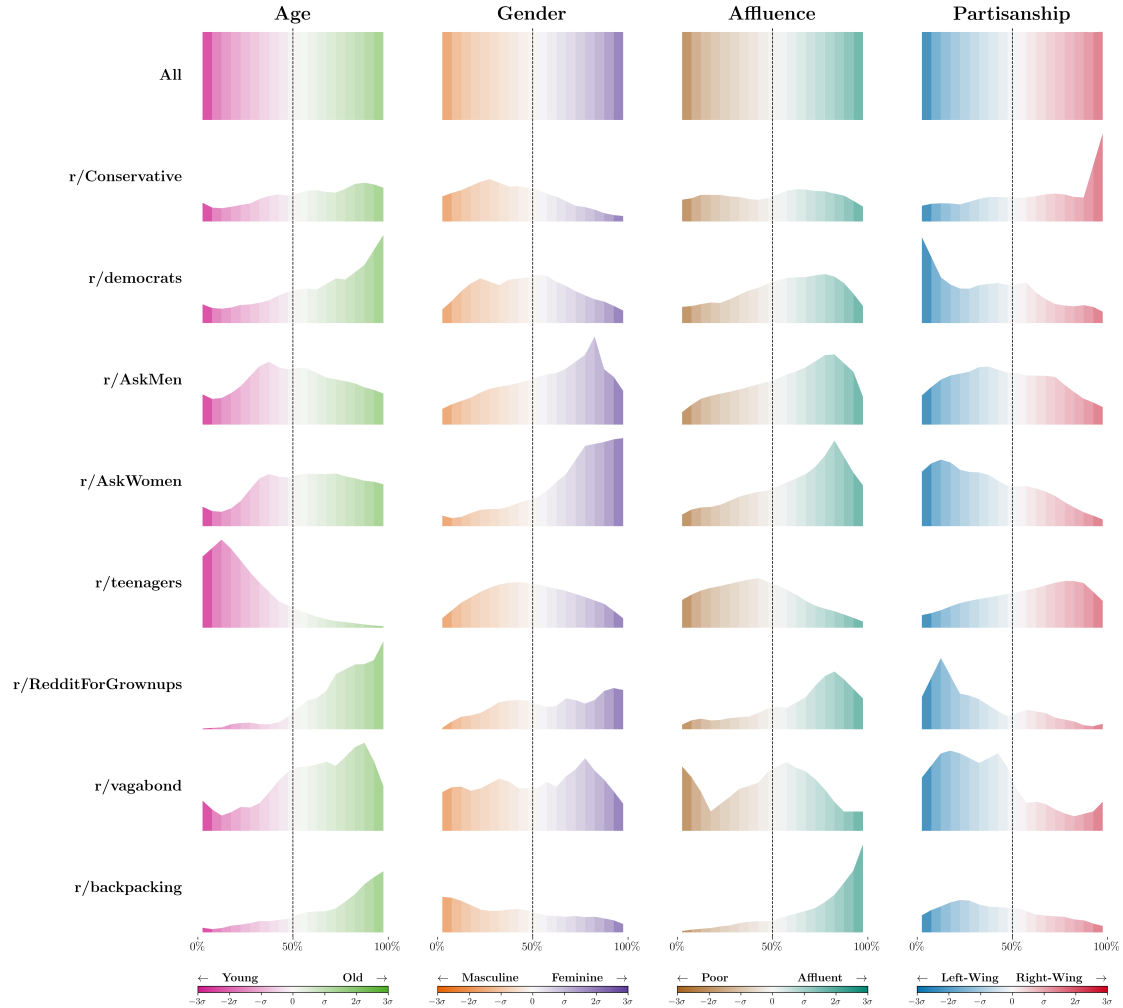 Age Gender Affluence Partisanship
All
r/Conservative
r/democrats
r/AskMen
r/AskWomen
r/teenagers
r/RedditForGrownups
r/vagabond
r/backpacking
0% 50% 100% 0% 50% 100% 0% 50% 100% 0% 50% 100%
← Young Old → ← Masculine Feminine → ← Poor Affluent → ← Left-Wing Right-Wing →
−3σ −2σ −σ 0 σ 2σ 3σ −3σ −2σ −σ 0 σ 2σ 3σ −3σ −2σ −σ 0 σ 2σ 3σ −3σ −2σ −σ 0 σ 2σ 3σ